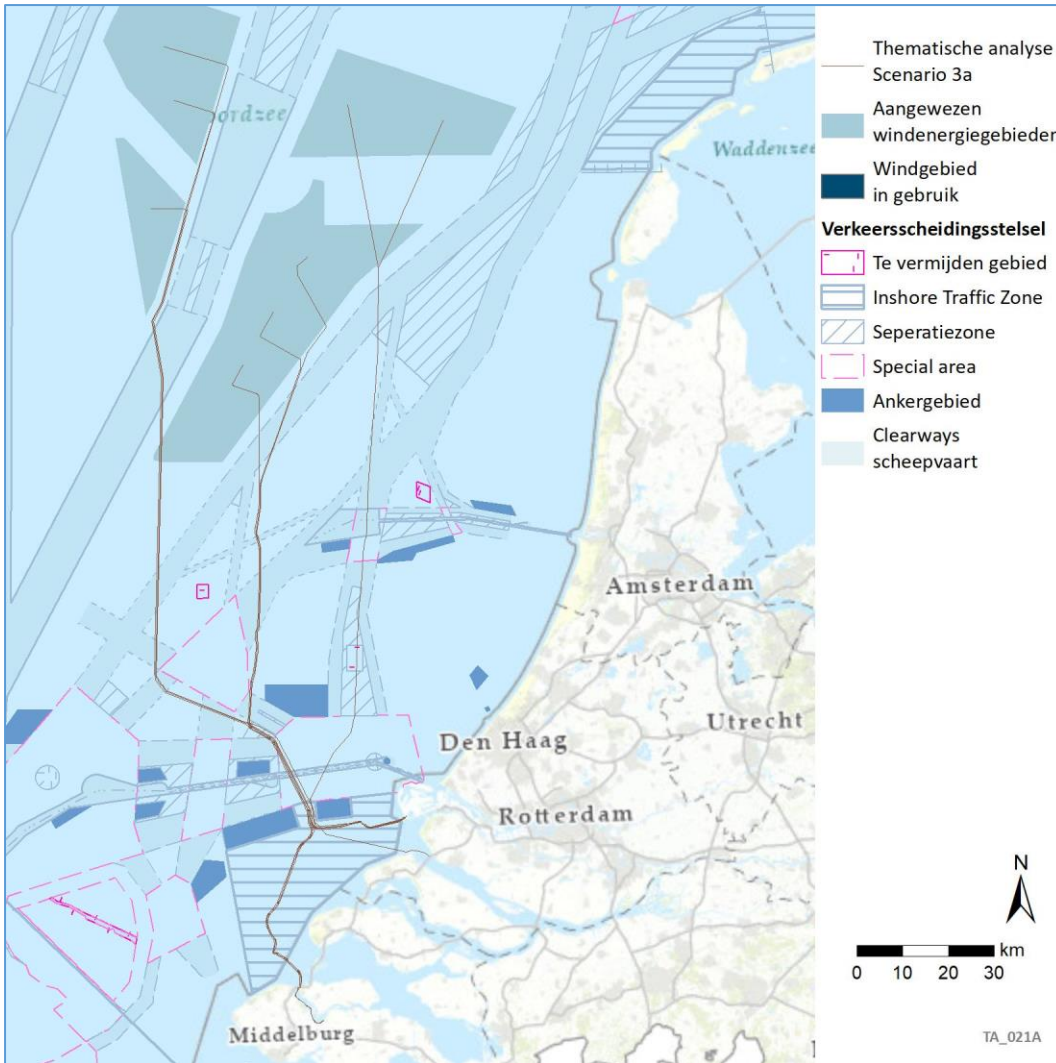 oordzee
Waddenzee
Amsterdam
Utrecht
Den Haag
Rotterdam
Middelburg
Thematische analyse
Scenario 3a
Aangewezen
windenergiegebieden
Windgebied
in gebruik
Verkeersscheidingsstelsel
Te vermijden gebied
Inshore Traffic Zone
Seperatiezone
Special area
Ankergebied
Clearways
scheepvaart
N
km
0 10 20 30
TA_021A